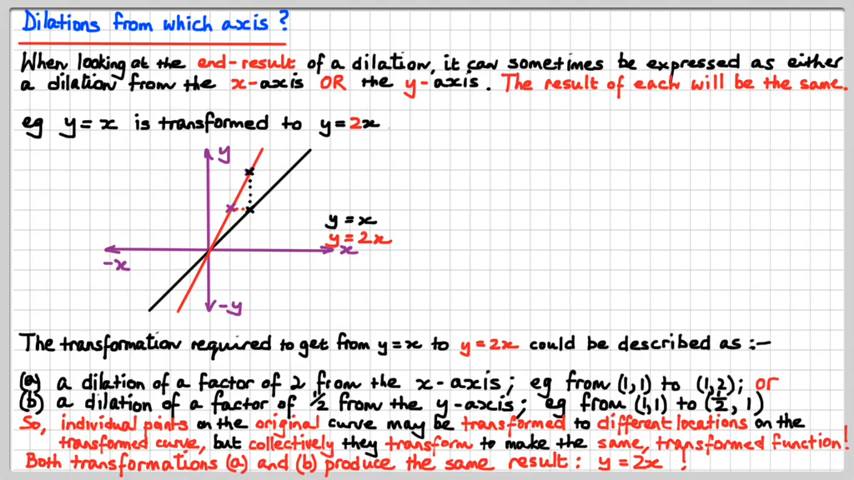 Dilations from which axis?
When looking at the end-result of a dilation, it can sometimes be expressed as either
a dilation from the x-axis OR the y-axis. The result of each will be the same.
eg y = x is transformed to y = 2x
y
y = x
y = 2x
x
-x
-y
The transformation required to get from y=x to y=2x could be described as :-
(a) a dilation of a factor of 2 from the x-axis; eg from (1,1) to (1,2); or
(b) a dilation of a factor of 1/2 from the y-axis; eg from (1,1) to (1/2, 1)
So, individual points on the original curve may be transformed to different locations on the
transformed curve, but collectively they transform to make the same, transformed function!
Both transformations (a) and (b) produce the same result: y = 2x !